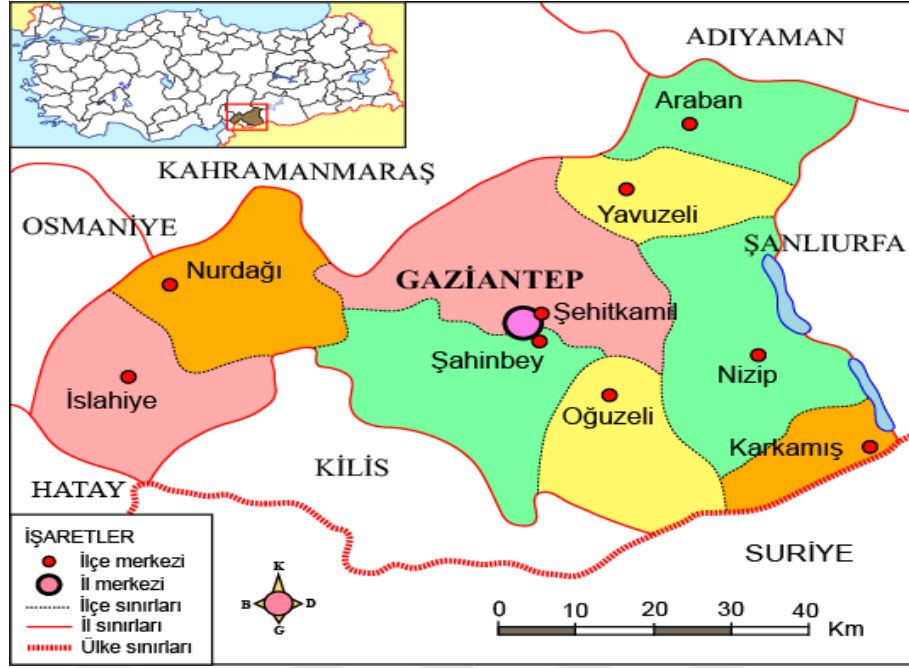 ADIYAMAN
Araban
KAHRAMANMARAŞ
Yavuzeli
OSMANİYE
ŞANLIURFA
Nurdağı
GAZİANTEP
Şehitkamil
Şahinbey
Nizip
İslahiye
Oğuzeli
Karkamış
KİLİS
HATAY
SURİYE
İŞARETLER
İlçe merkezi
İl merkezi
İlçe sınırları
İl sınırları
Ülke sınırları
K
B D
G
0 10 20 30 40
Km